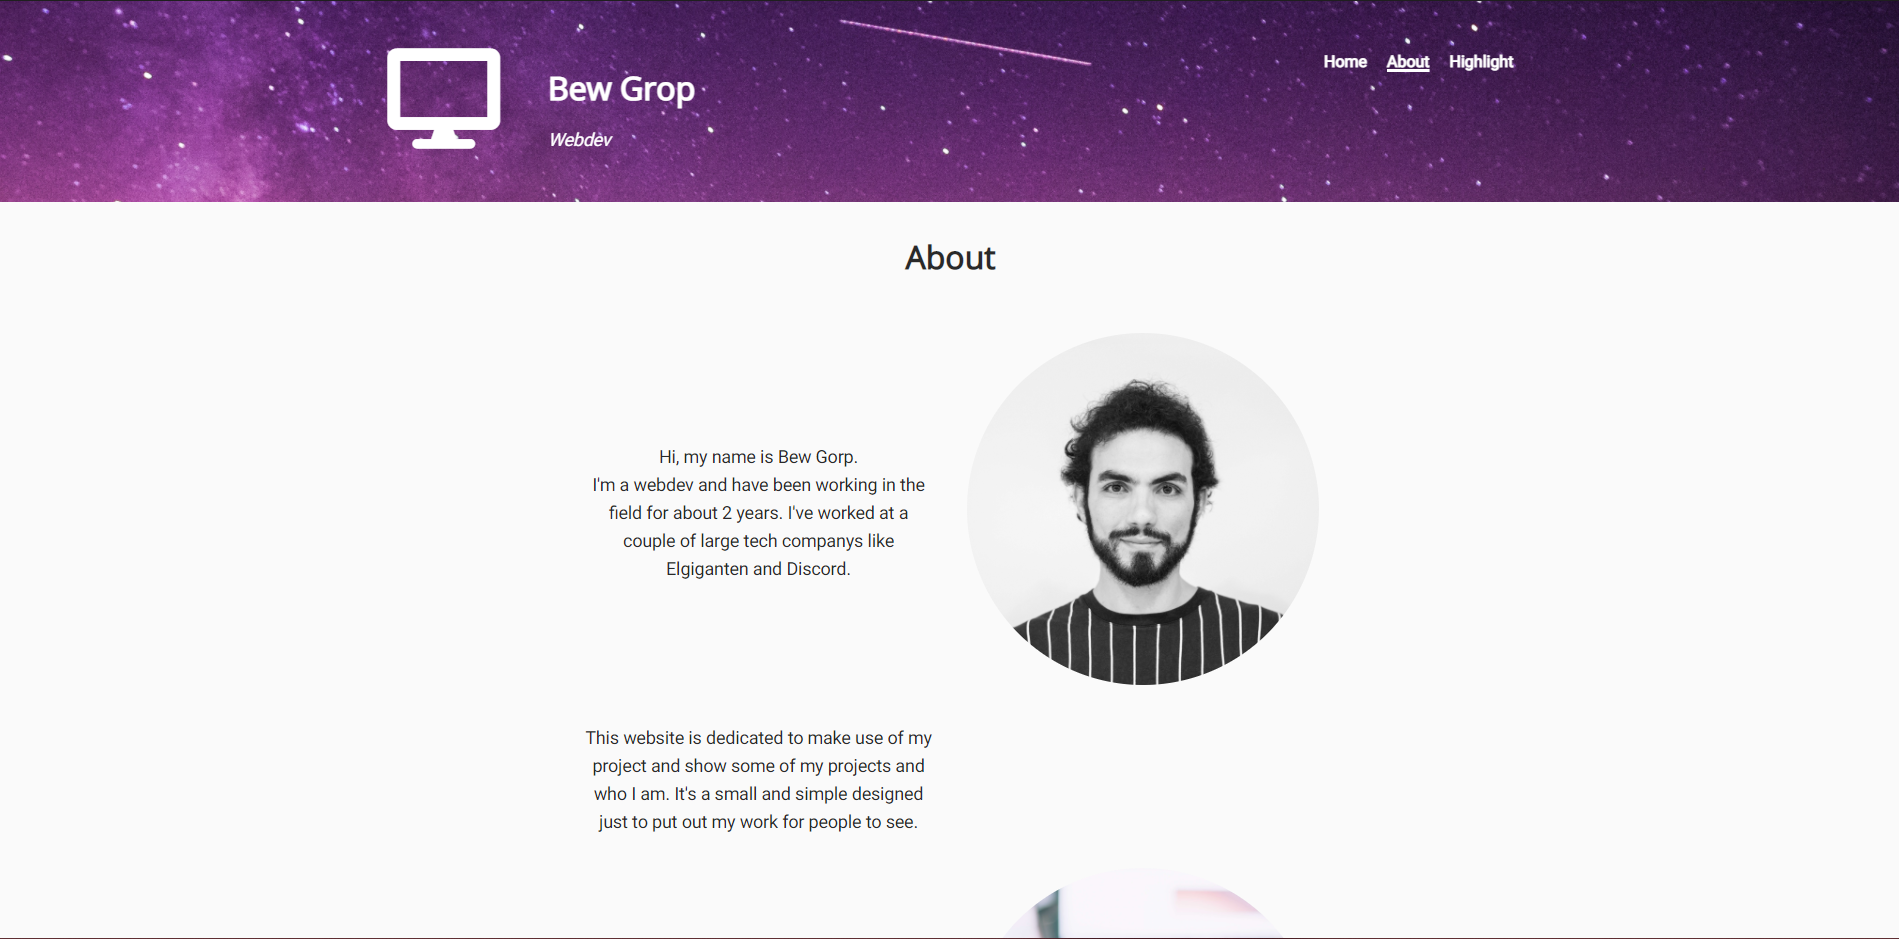 Bew Grop
Webdev
Home About Highlight
About
Hi, my name is Bew Gorp.
I'm a webdev and have been working in the
field for about 2 years. I've worked at a
couple of large tech companys like
Elgiganten and Discord.
This website is dedicated to make use of my
project and show some of my projects and
who I am. It's a small and simple designed
just to put out my work for people to see.